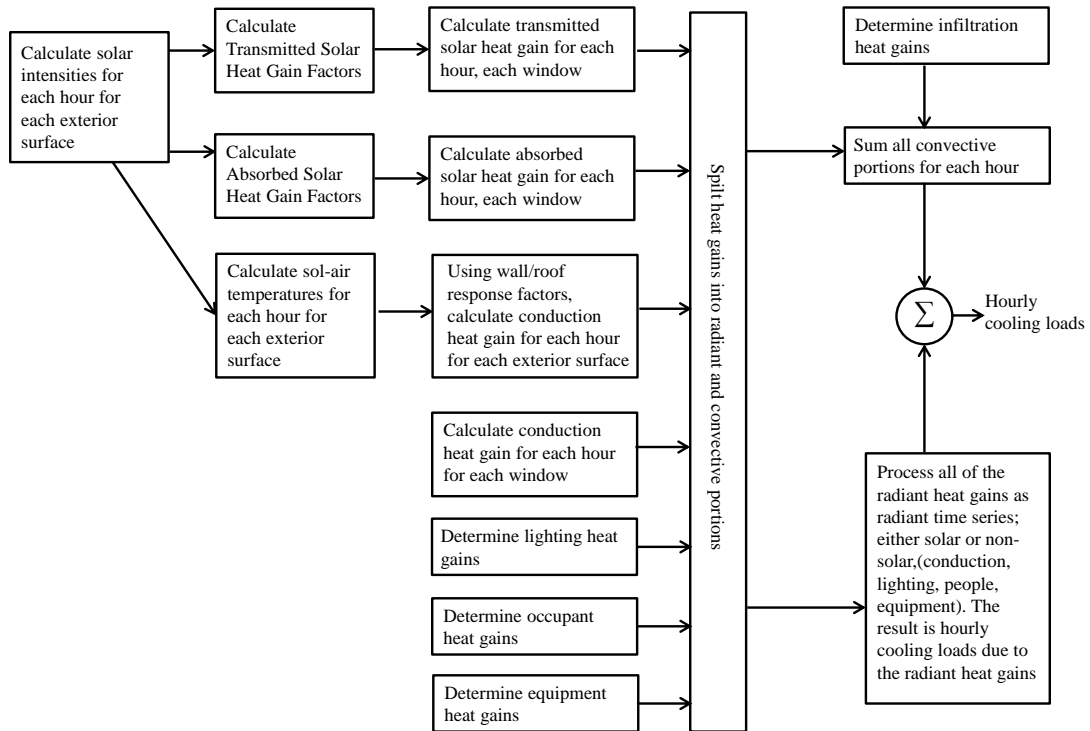 Calculate solar
intensities for
each hour for
each exterior
surface
Calculate
Transmitted Solar
Heat Gain Factors
Calculate transmitted
solar heat gain for each
hour, each window
Calculate
Absorbed Solar
Heat Gain Factors
Calculate absorbed
solar heat gain for each
hour, each window
Calculate sol-air
temperatures for
each hour for
each exterior
surface
Using wall/roof
response factors,
calculate conduction
heat gain for each hour
for each exterior surface
Calculate conduction
heat gain for each hour
for each window
Determine lighting heat
gains
Determine occupant
heat gains
Determine equipment
heat gains
Spilt heat gains into radiant and convective portions
Determine infiltration
heat gains
Sum all convective
portions for each hour
Σ
Hourly
cooling loads
Process all of the
radiant heat gains as
radiant time series;
either solar or non-
solar,(conduction,
lighting, people,
equipment). The
result is hourly
cooling loads due to
the radiant heat gains